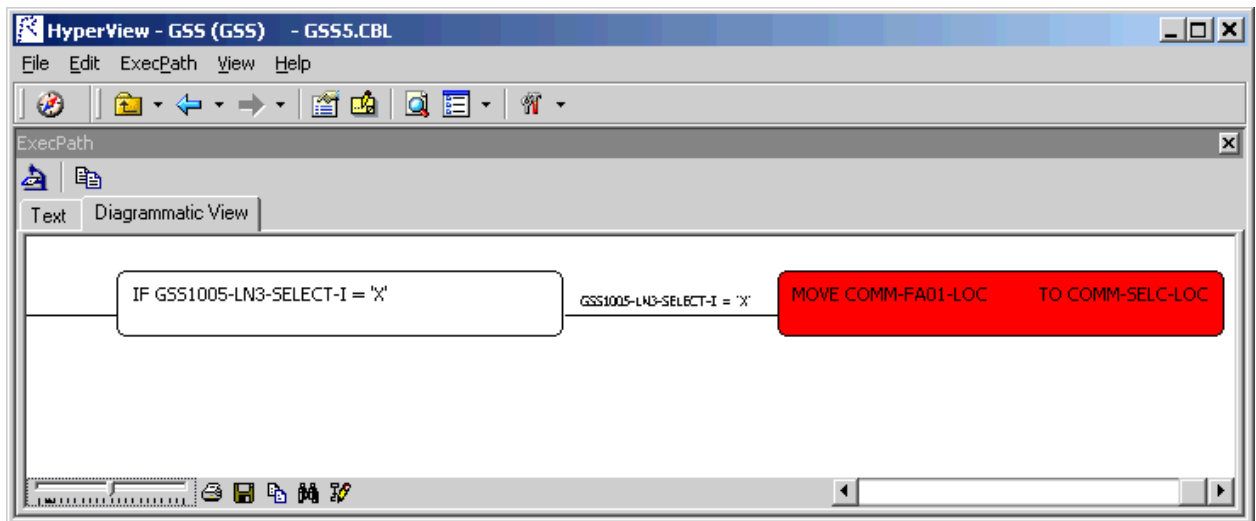 HyperView - GSS (GSS) - GSS5.CBL
File Edit ExecPath View Help
ExecPath
Text Diagrammatic View
IF GSS1005-LN3-SELECT-I = 'X'
GSS1005-LN3-SELECT-I = 'X'
MOVE COMM-FA01-LOC TO COMM-SELC-LOC